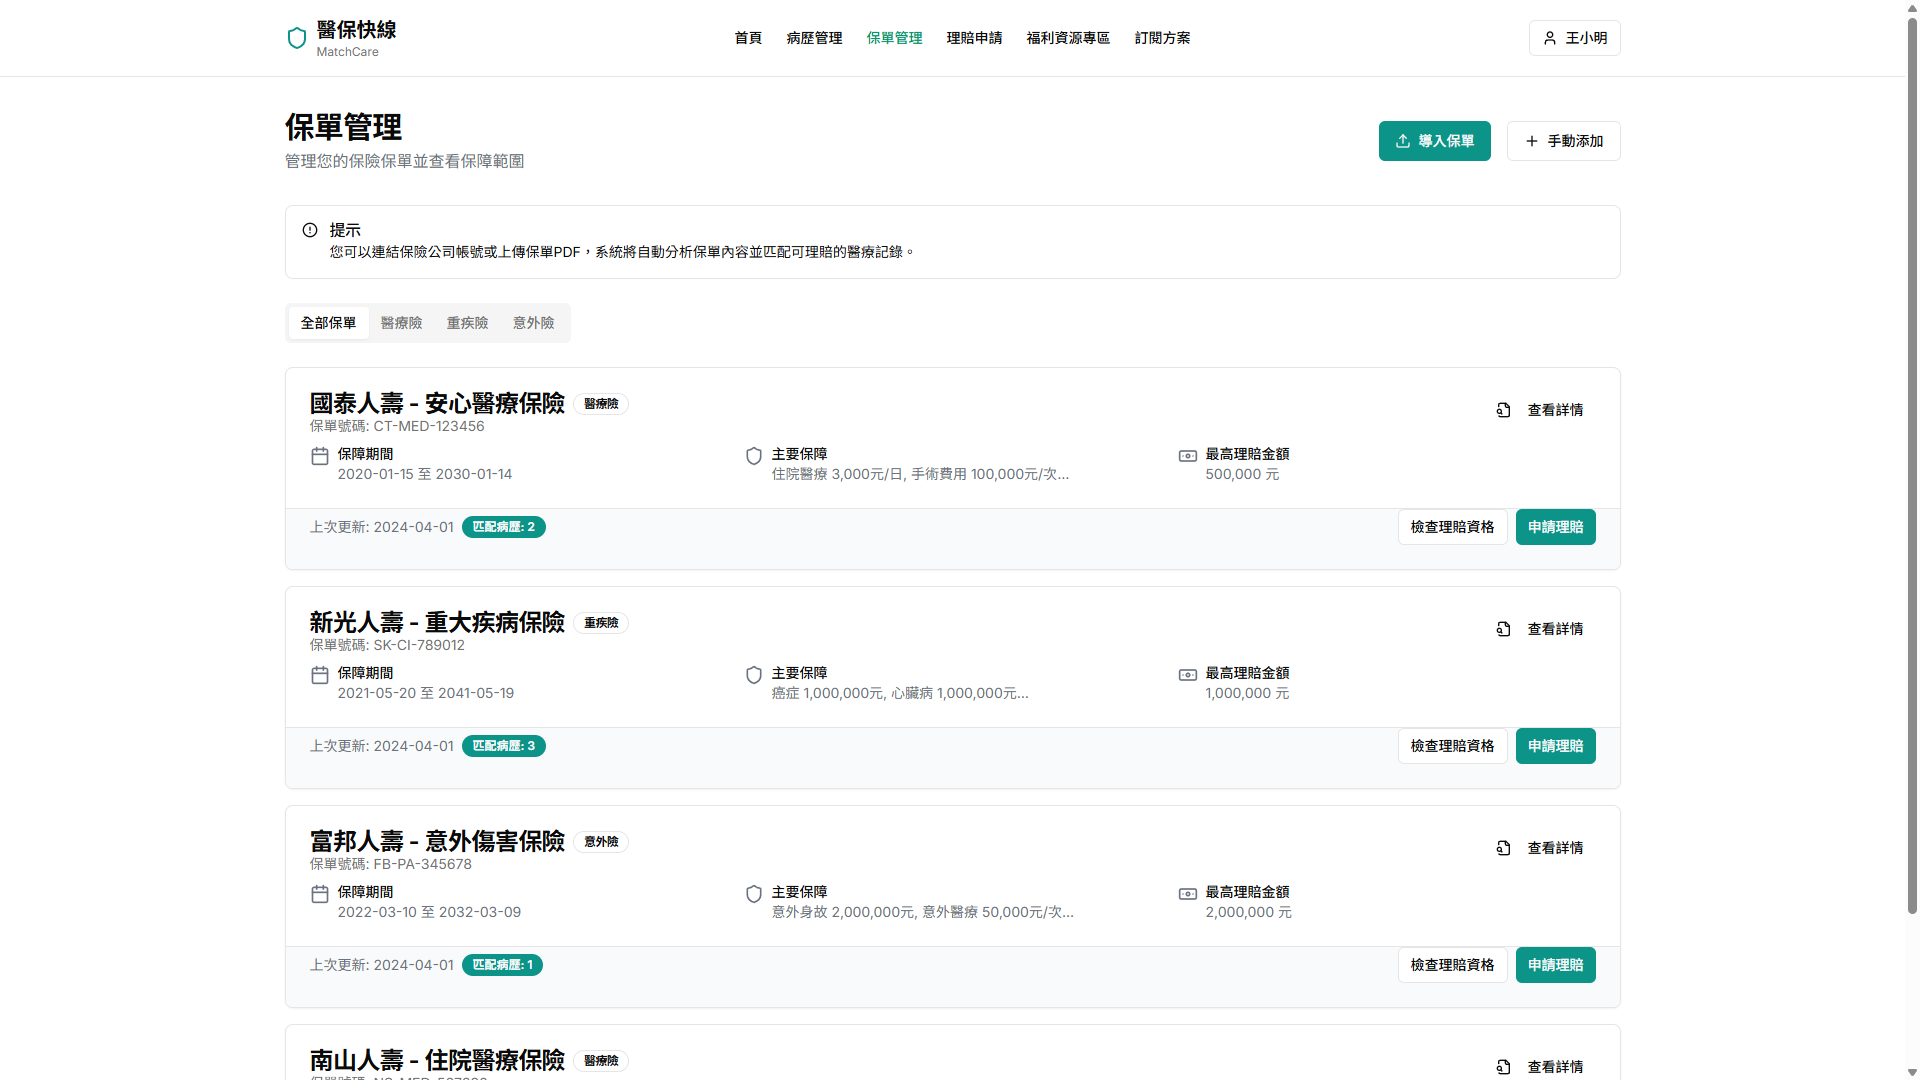 醫保快線
MatchCare
首頁 病歷管理 保單管理 理賠申請 福利資源專區 訂閱方案
王小明
保單管理
管理您的保險保單並查看保障範圍
導入保單
手動添加
提示
您可以連結保險公司帳號或上傳保單PDF，系統將自動分析保單內容並匹配可理賠的醫療記錄。
全部保單 醫療險 重疾險 意外險
國泰人壽 - 安心醫療保險 醫療險
保單號碼: CT-MED-123456
查看詳情
保障期間
2020-01-15 至 2030-01-14
主要保障
住院醫療 3,000元/日, 手術費用 100,000元/次...
最高理賠金額
500,000 元
上次更新: 2024-04-01 匹配病歷: 2
檢查理賠資格 申請理賠
新光人壽 - 重大疾病保險 重疾險
保單號碼: SK-CI-789012
查看詳情
保障期間
2021-05-20 至 2041-05-19
主要保障
癌症 1,000,000元, 心臟病 1,000,000元...
最高理賠金額
1,000,000 元
上次更新: 2024-04-01 匹配病歷: 3
檢查理賠資格 申請理賠
富邦人壽 - 意外傷害保險 意外險
保單號碼: FB-PA-345678
查看詳情
保障期間
2022-03-10 至 2032-03-09
主要保障
意外身故 2,000,000元, 意外醫療 50,000元/次...
最高理賠金額
2,000,000 元
上次更新: 2024-04-01 匹配病歷: 1
檢查理賠資格 申請理賠
南山人壽 - 住院醫療保險 醫療險
查看詳情